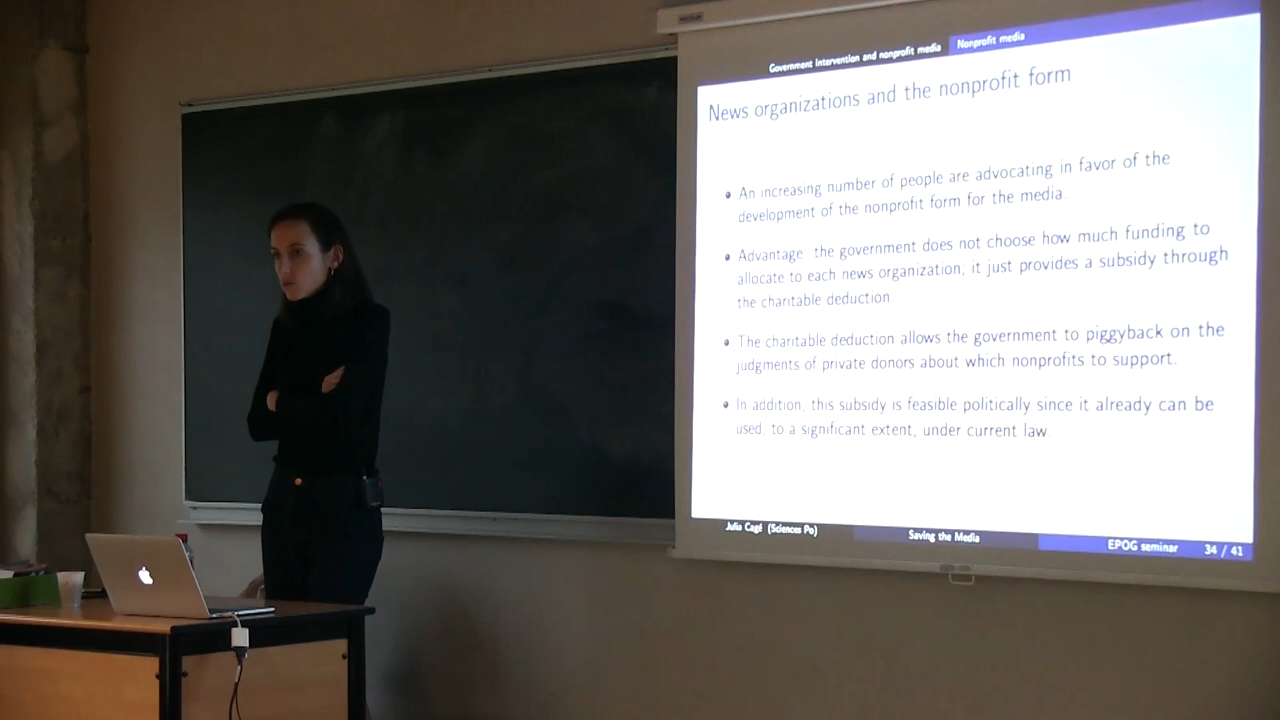 Government intervention and nonprofit media Nonprofit media
News organizations and the nonprofit form
An increasing number of people are advocating in favor of the
development of the nonprofit form for the media.
Advantage: the government does not choose how much funding to
allocate to each news organization; it just provides a subsidy through
the charitable deduction.
The charitable deduction allows the government to piggyback on the
judgments of private donors about which nonprofits to support.
In addition, this subsidy is feasible politically since it already can be
used, to a significant extent, under current law.
Julia Cagé (Sciences Po) Saving the Media EPOG seminar 34 / 41